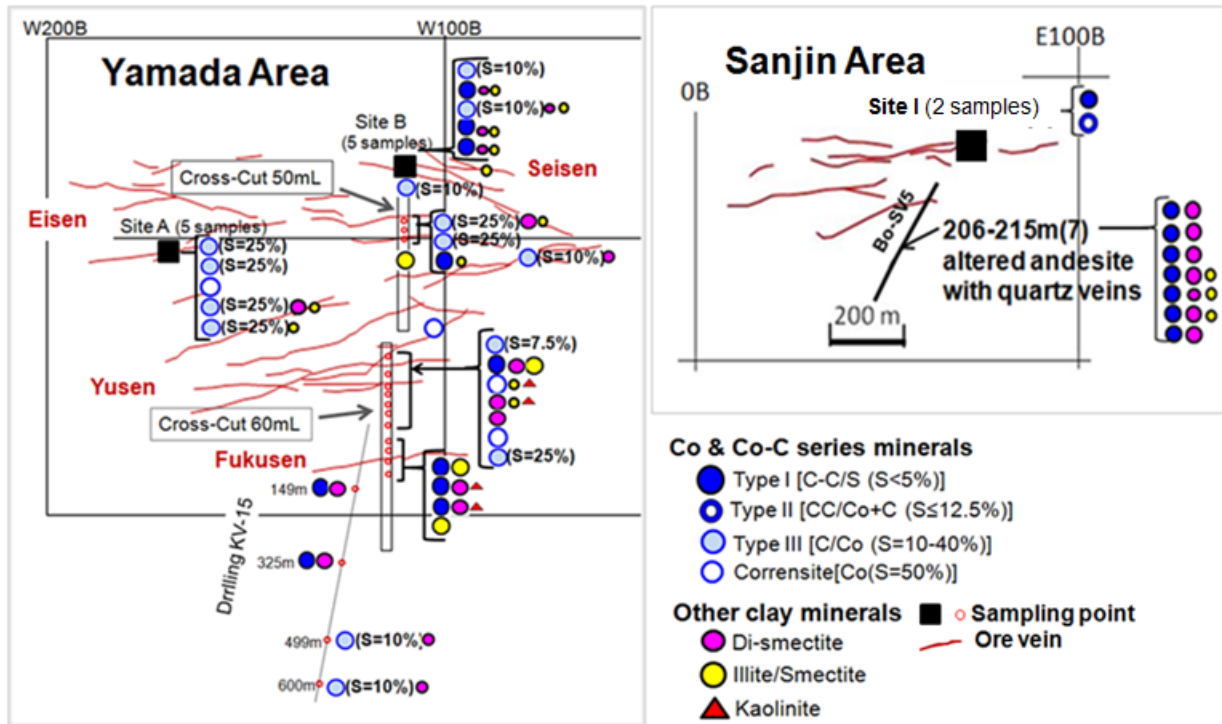 W200B
W100B
Yamada Area
(S=10%)
(S=10%)
Site B
(5 samples)
Seisen
Cross-Cut 50mL
(S=10%)
Eisen
Site A (5 samples)
(S=25%)
(S=25%)
(S=10%)
(S=25%)
(S=25%)
(S=25%)
(S=25%)
(S=7.5%)
Yusen
Cross-Cut 60mL
(S=25%)
Fukusen
149m
Drrlling KV-15
325m
499m
(S=10%)
600m
(S=10%)
Sanjin Area
E100B
0B
Site I (2 samples)
Bo-SV5
206-215m(7)
altered andesite
with quartz veins
200 m
Co & Co-C series minerals
Type I [C-C/S (S<5%)]
Type II [CC/Co+C (S≤12.5%)]
Type III [C/Co (S=10-40%)]
Corrensite[Co(S=50%)]
Other clay minerals
Sampling point
Di-smectite
Ore vein
Illite/Smectite
Kaolinite